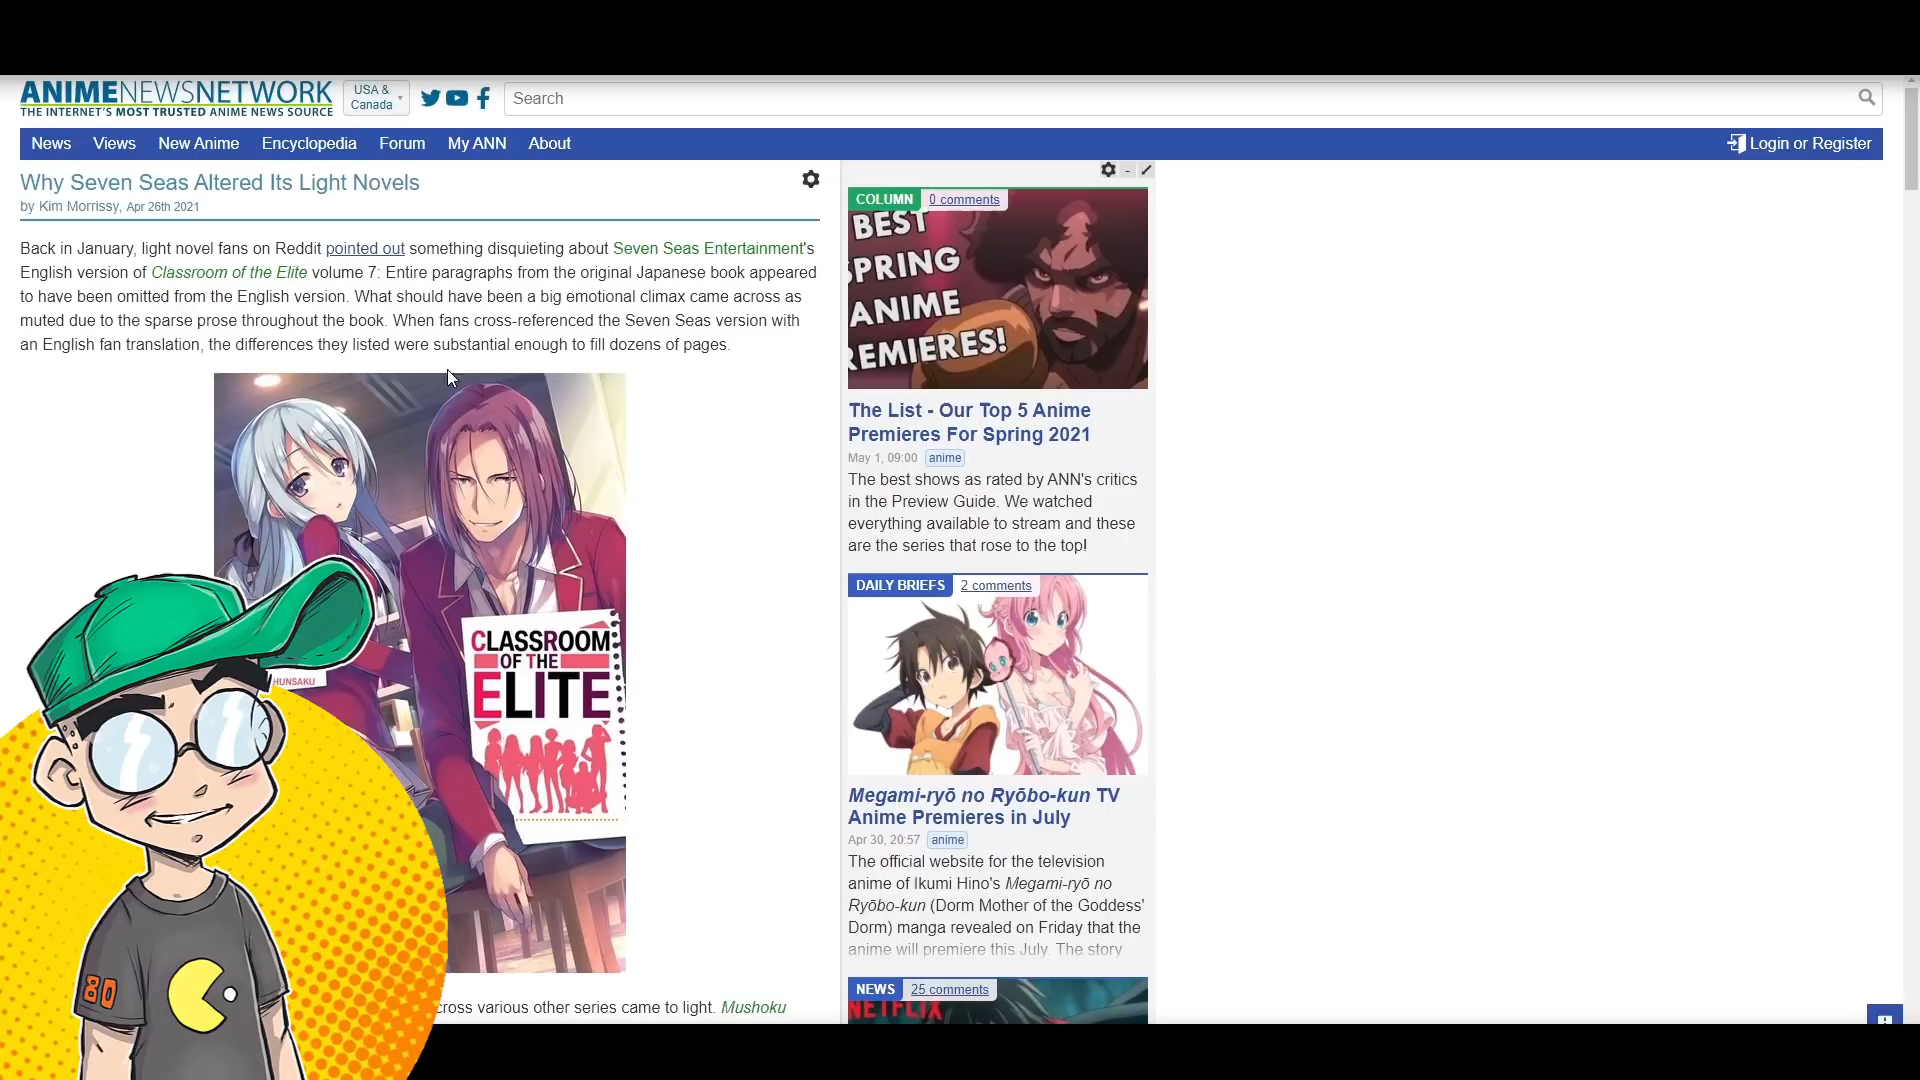 ANIMENEWSNETWORK
THE INTERNET'S MOST TRUSTED ANIME NEWS SOURCE
USA &
Canada
Search
News Views New Anime Encyclopedia Forum My ANN About
Login or Register
Why Seven Seas Altered Its Light Novels
by Kim Morrissy, Apr 26th 2021
Back in January, light novel fans on Reddit pointed out something disquieting about Seven Seas Entertainment's
English version of Classroom of the Elite volume 7: Entire paragraphs from the original Japanese book appeared
to have been omitted from the English version. What should have been a big emotional climax came across as
muted due to the sparse prose throughout the book. When fans cross-referenced the Seven Seas version with
an English fan translation, the differences they listed were substantial enough to fill dozens of pages.
HUNSAKU
CLASSROOM
OF THE
ELITE
80
cross various other series came to light. Mushoku
COLUMN 0 comments
BEST
SPRING
ANIME
PREMIERES!
The List - Our Top 5 Anime
Premieres For Spring 2021
May 1, 09:00 anime
The best shows as rated by ANN's critics
in the Preview Guide. We watched
everything available to stream and these
are the series that rose to the top!
DAILY BRIEFS 2 comments
Megami-ryō no Ryōbo-kun TV
Anime Premieres in July
Apr 30, 20:57 anime
The official website for the television
anime of Ikumi Hino's Megami-ryō no
Ryōbo-kun (Dorm Mother of the Goddess'
Dorm) manga revealed on Friday that the
anime will premiere this July. The story
NEWS 25 comments
NETFLIX